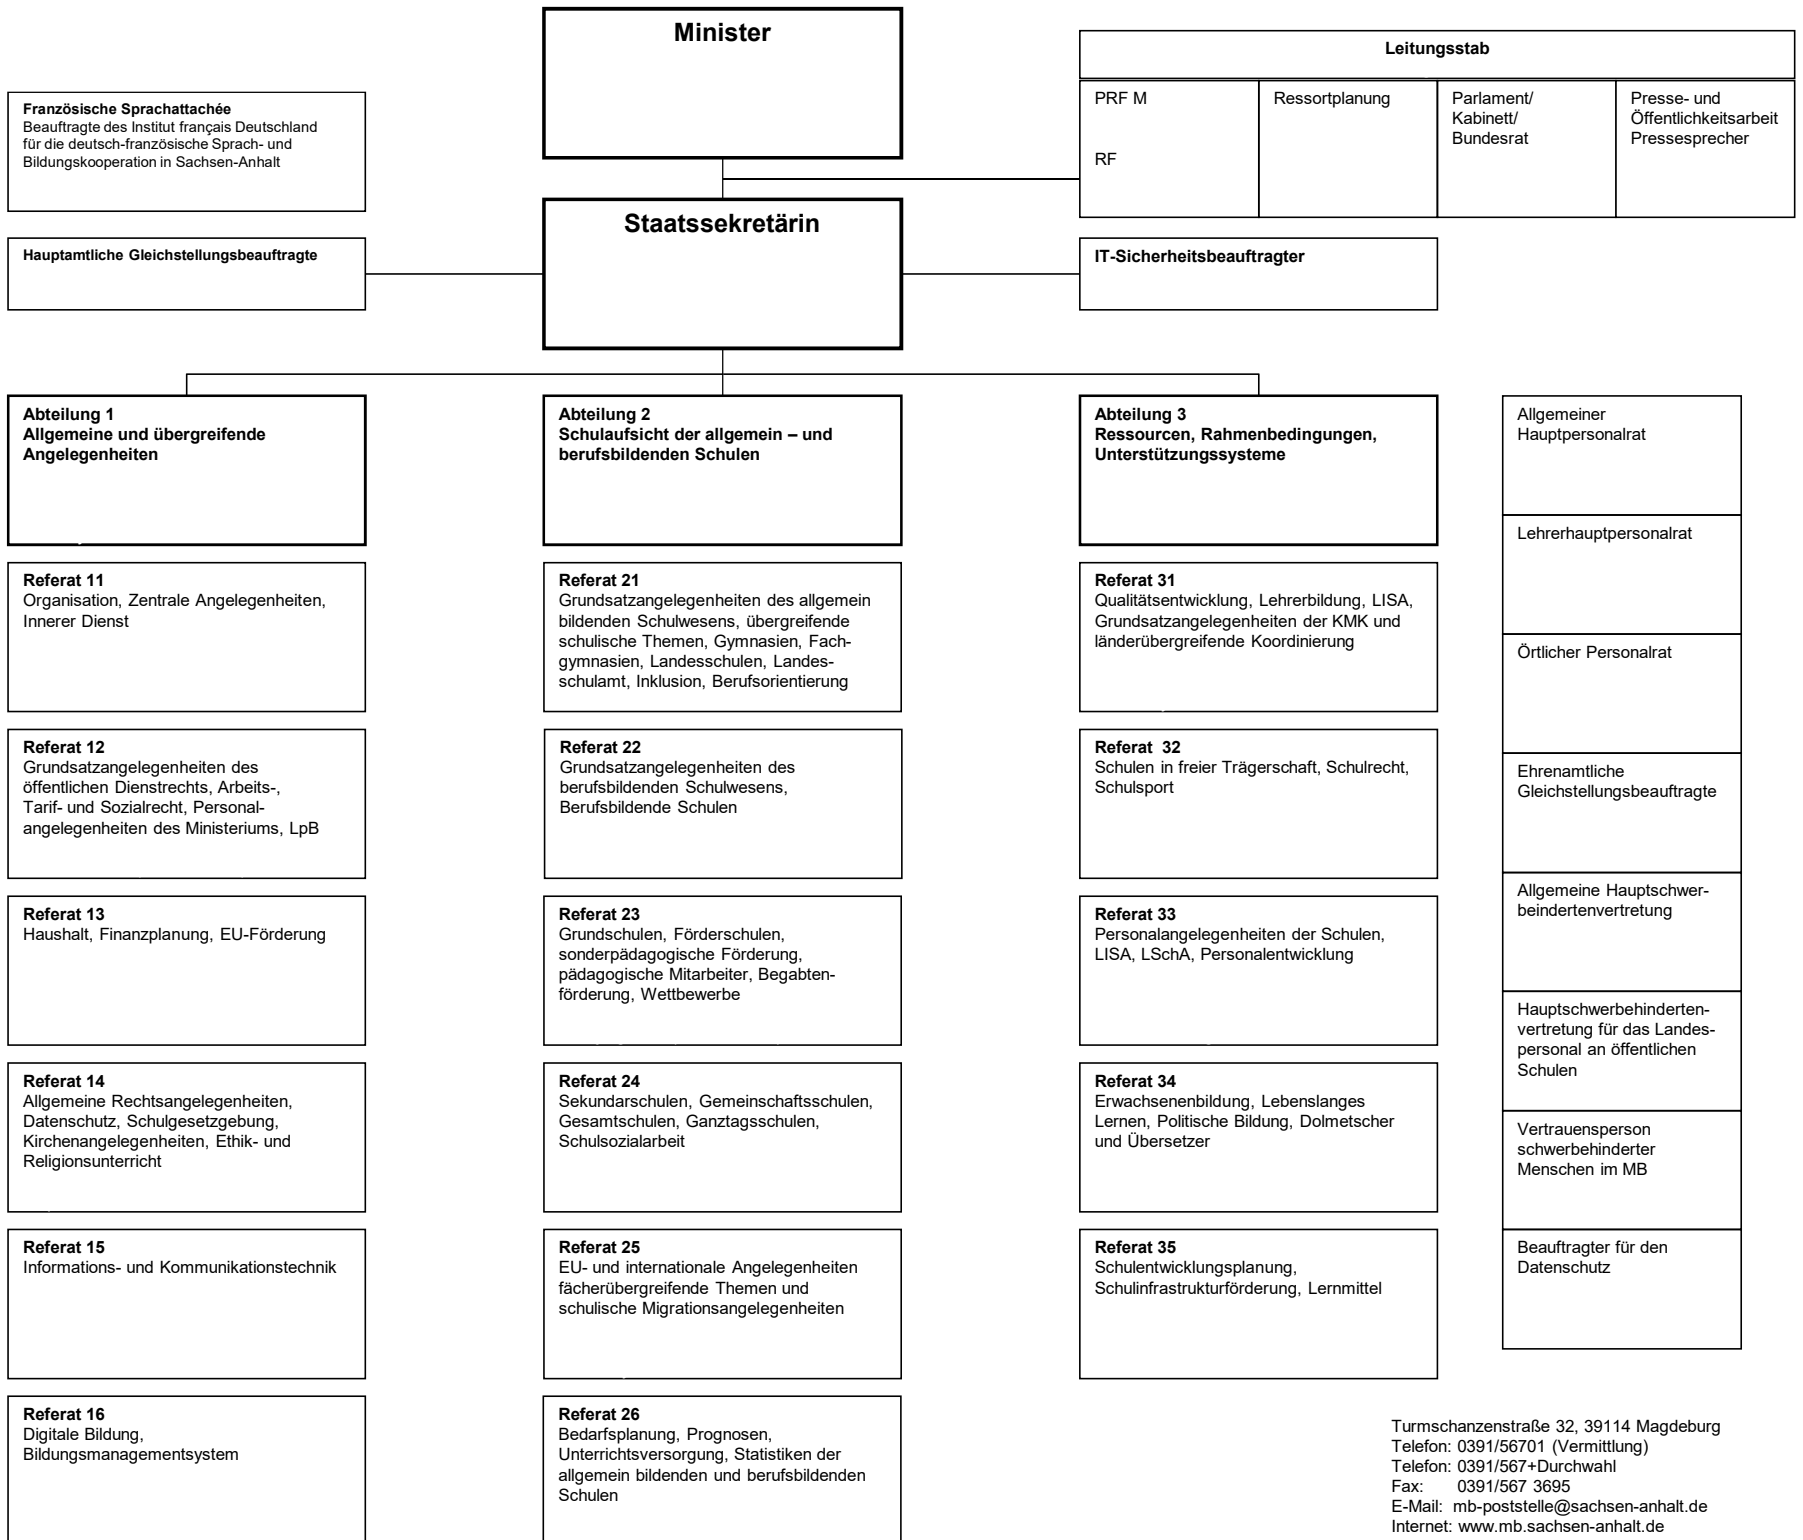 Minister
Leitungsstab
PRF M
RF
Ressortplanung
Parlament/
Kabinett/
Bundesrat
Presse- und
Öffentlichkeitsarbeit
Pressesprecher
Französische Sprachattachée
Beauftragte des Institut français Deutschland
für die deutsch-französische Sprach- und
Bildungskooperation in Sachsen-Anhalt
Staatssekretärin
Hauptamtliche Gleichstellungsbeauftragte
IT-Sicherheitsbeauftragter
Abteilung 1
Allgemeine und übergreifende
Angelegenheiten
Referat 11
Organisation, Zentrale Angelegenheiten,
Innerer Dienst
Referat 12
Grundsatzangelegenheiten des
öffentlichen Dienstrechts, Arbeits-,
Tarif- und Sozialrecht, Personal-
angelegenheiten des Ministeriums, LpB
Referat 13
Haushalt, Finanzplanung, EU-Förderung
Referat 14
Allgemeine Rechtsangelegenheiten,
Datenschutz, Schulgesetzgebung,
Kirchenangelegenheiten, Ethik- und
Religionsunterricht
Referat 15
Informations- und Kommunikationstechnik
Referat 16
Digitale Bildung,
Bildungsmanagementsystem
Abteilung 2
Schulaufsicht der allgemein – und
berufsbildenden Schulen
Referat 21
Grundsatzangelegenheiten des allgemein
bildenden Schulwesens, übergreifende
schulische Themen, Gymnasien, Fach-
gymnasien, Landesschulen, Landes-
schulamt, Inklusion, Berufsorientierung
Referat 22
Grundsatzangelegenheiten des
berufsbildenden Schulwesens,
Berufsbildende Schulen
Referat 23
Grundschulen, Förderschulen,
sonderpädagogische Förderung,
pädagogische Mitarbeiter, Begabten-
förderung, Wettbewerbe
Referat 24
Sekundarschulen, Gemeinschaftsschulen,
Gesamtschulen, Ganztagsschulen,
Schulsozialarbeit
Referat 25
EU- und internationale Angelegenheiten
fächerübergreifende Themen und
schulische Migrationsangelegenheiten
Referat 26
Bedarfsplanung, Prognosen,
Unterrichtsversorgung, Statistiken der
allgemein bildenden und berufsbildenden
Schulen
Abteilung 3
Ressourcen, Rahmenbedingungen,
Unterstützungssysteme
Referat 31
Qualitätsentwicklung, Lehrerbildung, LISA,
Grundsatzangelegenheiten der KMK und
länderübergreifende Koordinierung
Referat 32
Schulen in freier Trägerschaft, Schulrecht,
Schulsport
Referat 33
Personalangelegenheiten der Schulen,
LISA, LSchA, Personalentwicklung
Referat 34
Erwachsenenbildung, Lebenslanges
Lernen, Politische Bildung, Dolmetscher
und Übersetzer
Referat 35
Schulentwicklungsplanung,
Schulinfrastrukturförderung, Lernmittel
Allgemeiner
Hauptpersonalrat
Lehrerhauptpersonalrat
Örtlicher Personalrat
Ehrenamtliche
Gleichstellungsbeauftragte
Allgemeine Hauptschwer-
beindertenvertretung
Hauptschwerbehinderten-
vertretung für das Landes-
personal an öffentlichen
Schulen
Vertrauensperson
schwerbehinderter
Menschen im MB
Beauftragter für den
Datenschutz
Turmschanzenstraße 32, 39114 Magdeburg
Telefon: 0391/56701 (Vermittlung)
Telefon: 0391/567+Durchwahl
Fax: 0391/567 3695
E-Mail: mb-poststelle@sachsen-anhalt.de
Internet: www.mb.sachsen-anhalt.de